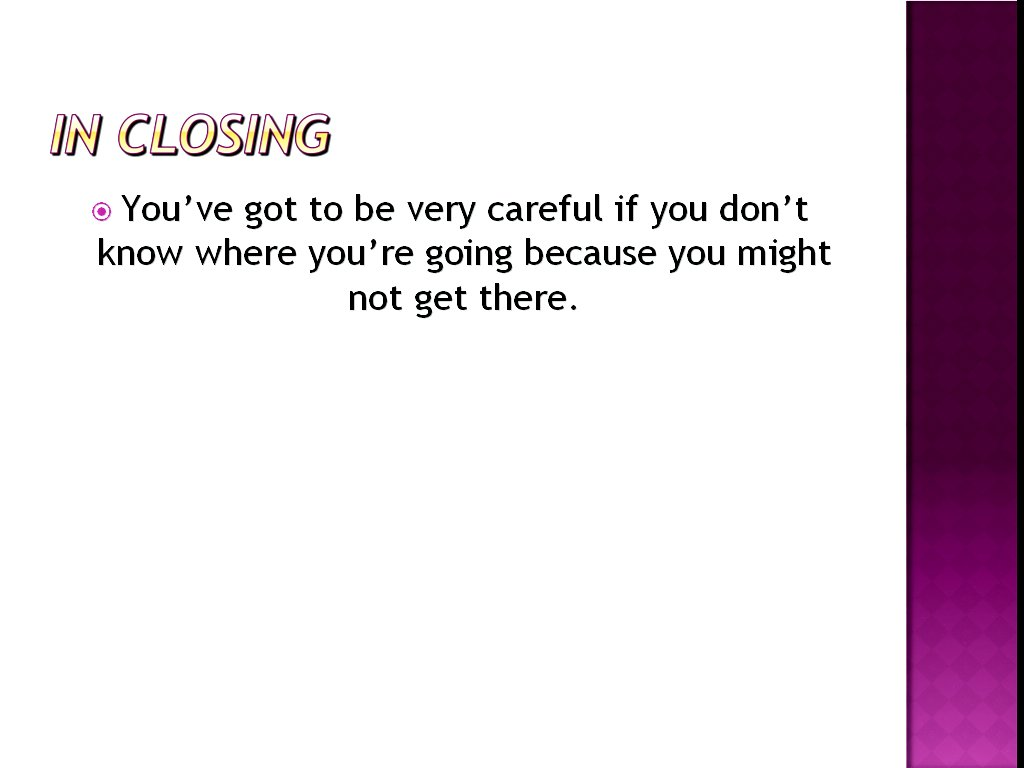 IN CLOSING
You’ve got to be very careful if you don’t
know where you’re going because you might
not get there.